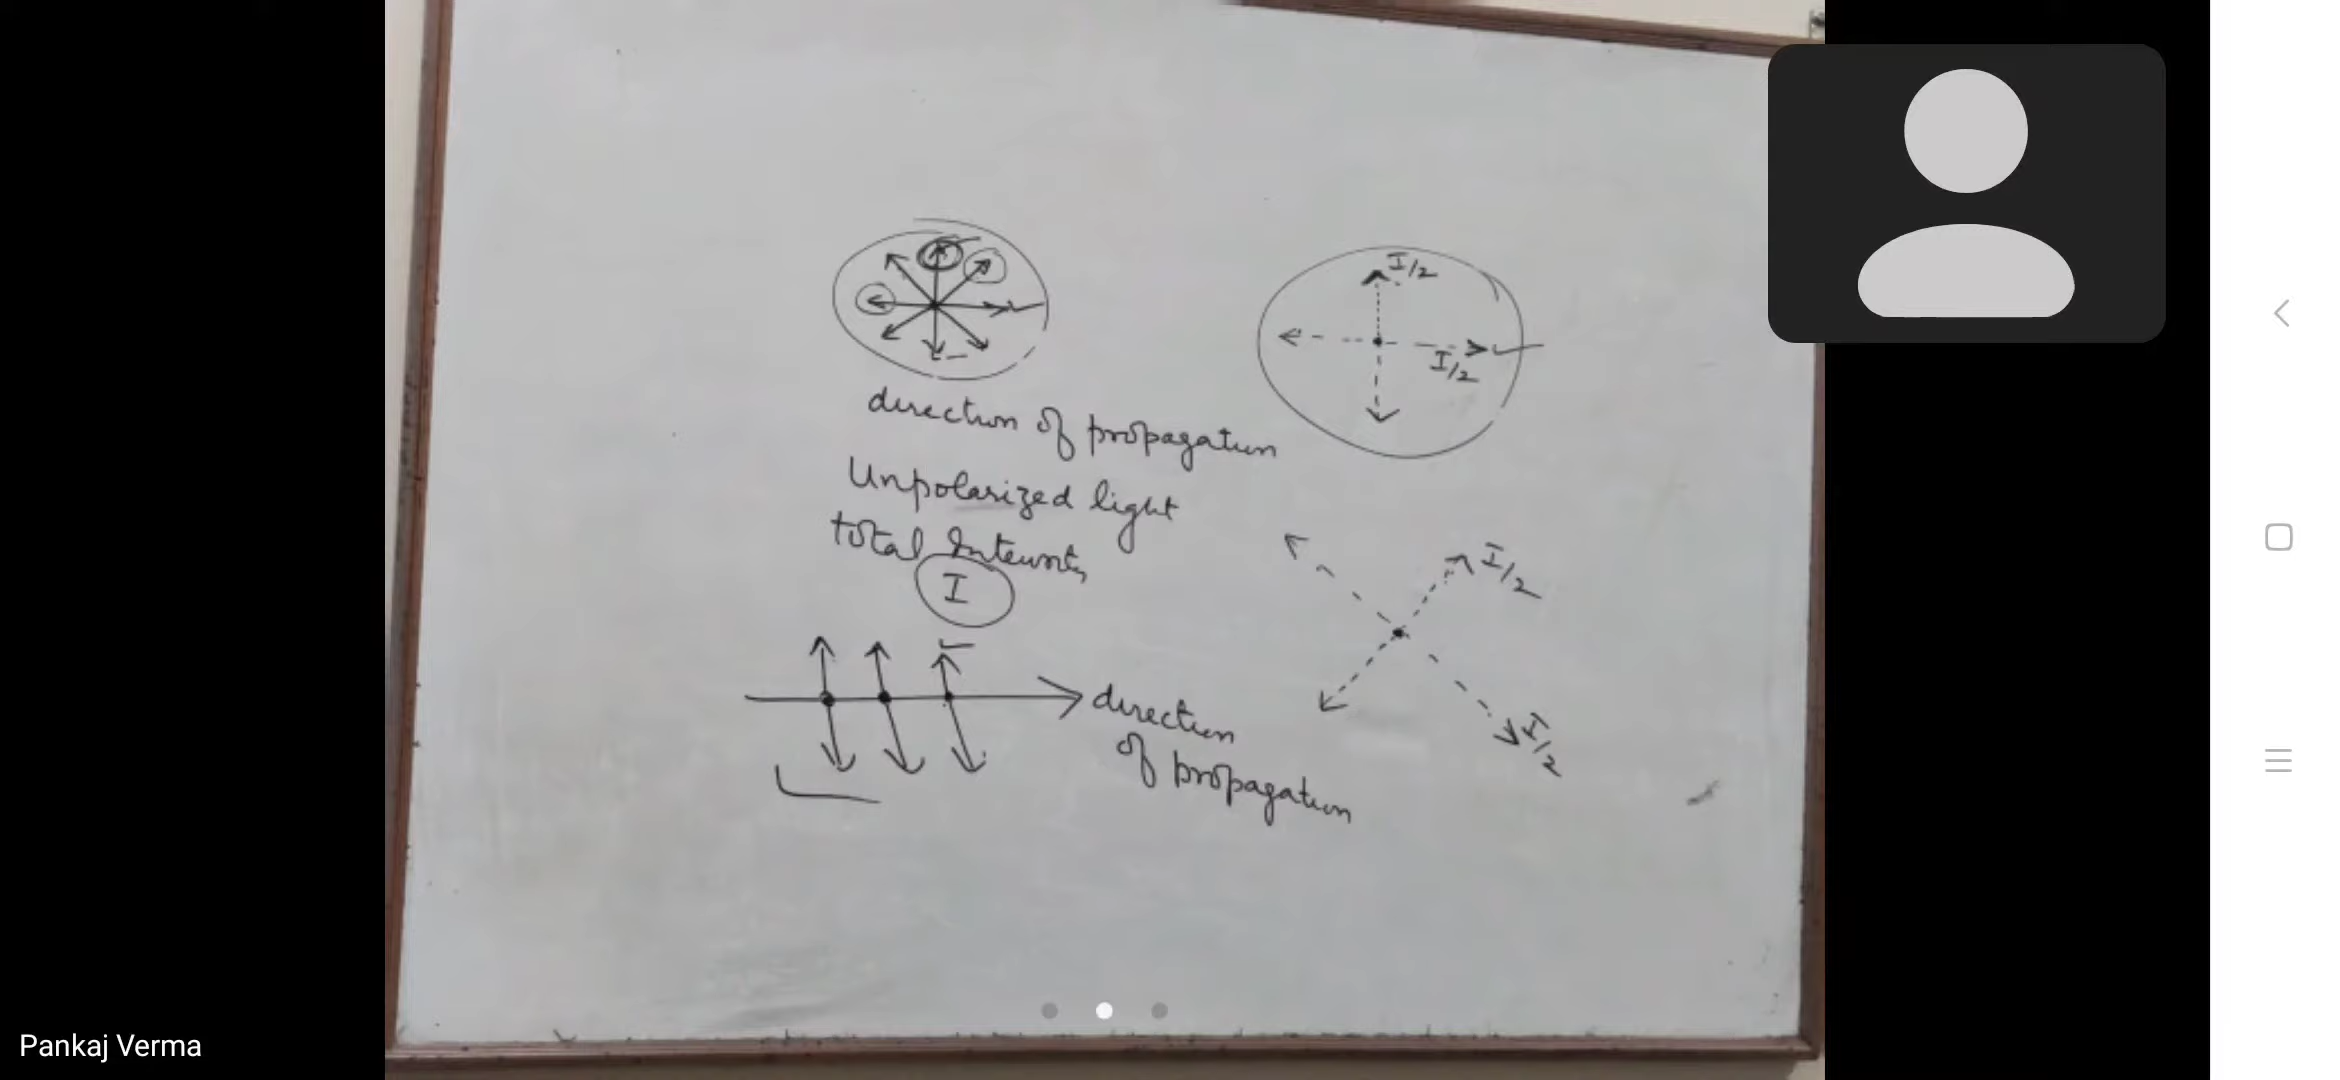 I/2
I/2
direction of propagation
Unpolarized light
total Intensity
I
I/2
direction
of propagation
I/2
Pankaj Verma